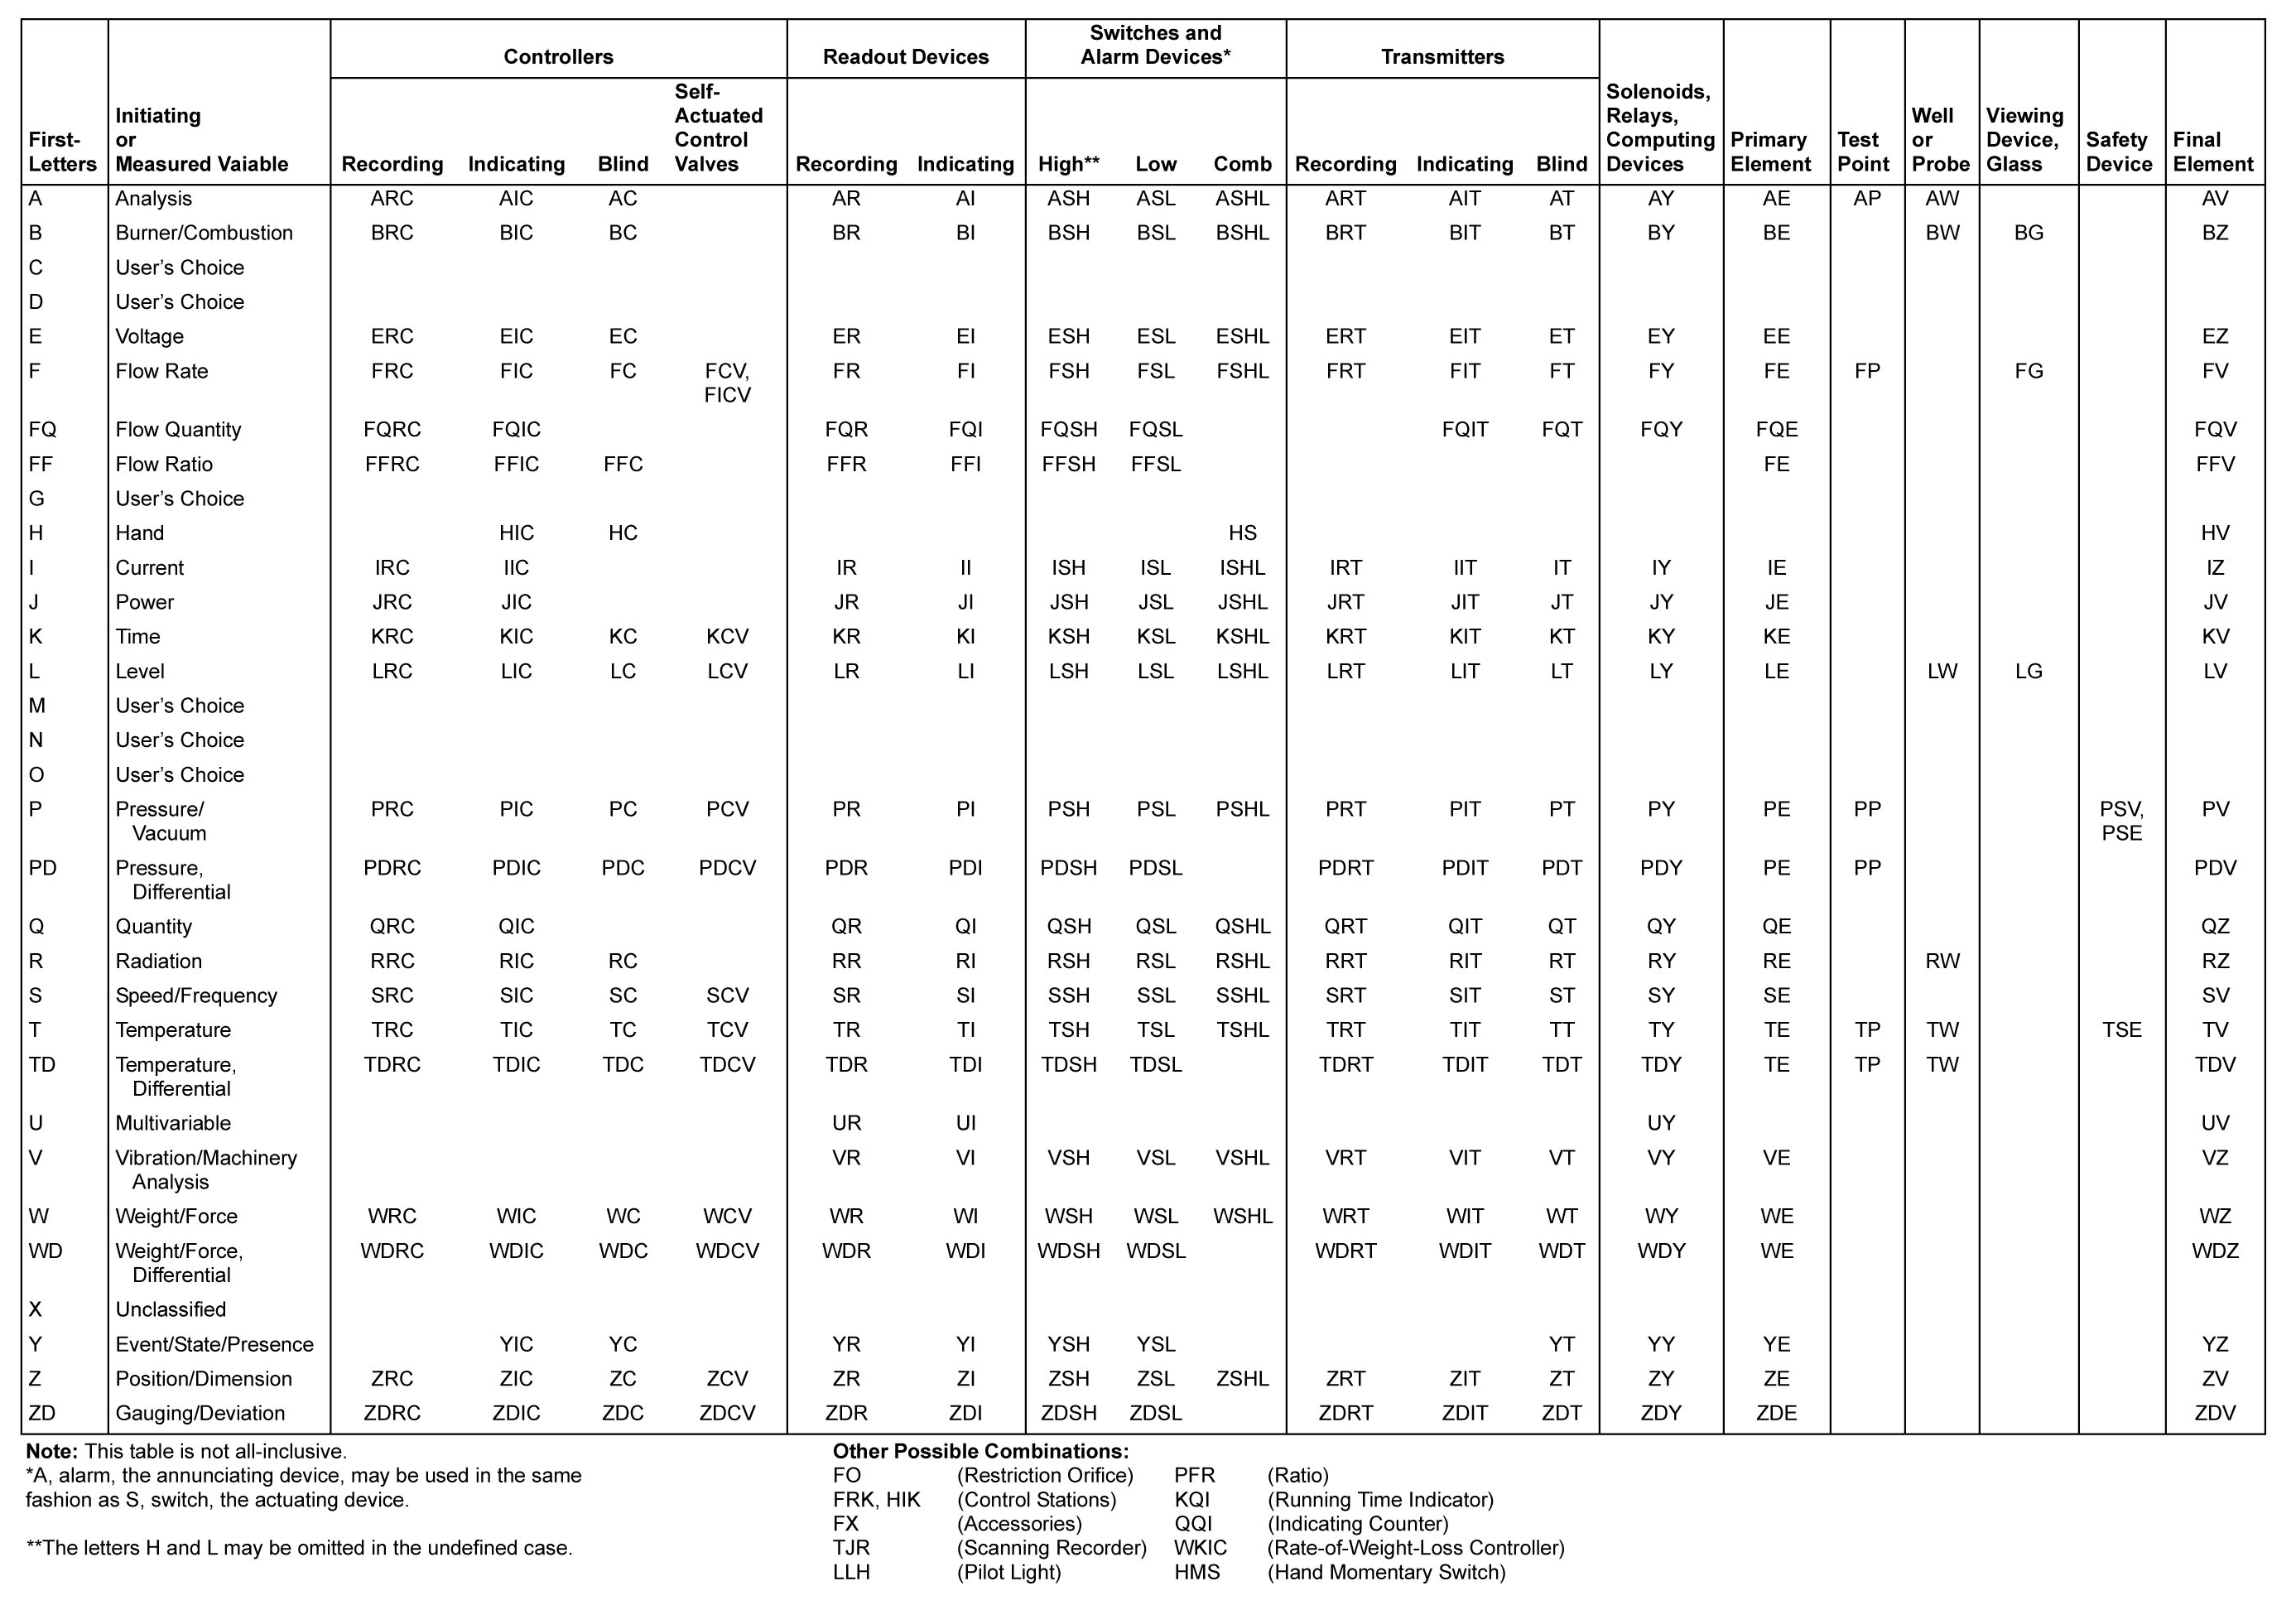 Controllers Readout Devices Switches and Alarm Devices* Transmitters
First-Letters Initiating or Measured Vaiable Recording Indicating Blind Self-Actuated Control Valves Recording Indicating High** Low Comb Recording Indicating Blind Solenoids, Relays, Computing Devices Primary Element Test Point Well or Probe Viewing Device, Glass Safety Device Final Element
A Analysis ARC AIC AC AR AI ASH ASL ASHL ART AIT AT AY AE AP AW AV
B Burner/Combustion BRC BIC BC BR BI BSH BSL BSHL BRT BIT BT BY BE BW BG BZ
C User's Choice
D User's Choice
E Voltage ERC EIC EC ER EI ESH ESL ESHL ERT EIT ET EY EE EZ
F Flow Rate FRC FIC FC FCV, FR FI FSH FSL FSHL FRT FIT FT FY FE FP FG FV
FICV
FQ Flow Quantity FQRC FQIC FQR FQI FQSH FQSL FQIT FQT FQY FQE FQV
FF Flow Ratio FFRC FFIC FFC FFR FFI FFSH FFSL FE FFV
G User's Choice
H Hand HIC HC HS HV
I Current IRC IIC IR II ISH ISL ISHL IRT IIT IT IY IE IZ
J Power JRC JIC JR JI JSH JSL JSHL JRT JIT JT JY JE JV
K Time KRC KIC KC KCV KR KI KSH KSL KSHL KRT KIT KT KY KE KV
L Level LRC LIC LC LCV LR LI LSH LSL LSHL LRT LIT LT LY LE LW LG LV
M User's Choice
N User's Choice
O User's Choice
P Pressure/ PRC PIC PC PCV PR PI PSH PSL PSHL PRT PIT PT PY PE PP PSV, PV
Vacuum PSE
PD Pressure, PDRC PDIC PDC PDCV PDR PDI PDSH PDSL PDRT PDIT PDT PDY PE PP PDV
Differential
Q Quantity QRC QIC QR QI QSH QSL QSHL QRT QIT QT QY QE QZ
R Radiation RRC RIC RC RR RI RSH RSL RSHL RRT RIT RT RY RE RW RZ
S Speed/Frequency SRC SIC SC SCV SR SI SSH SSL SSHL SRT SIT ST SY SE SV
T Temperature TRC TIC TC TCV TR TI TSH TSL TSHL TRT TIT TT TY TE TP TW TSE TV
TD Temperature, TDRC TDIC TDC TDCV TDR TDI TDSH TDSL TDRT TDIT TDT TDY TE TP TW TDV
Differential
U Multivariable UR UI UY UV
V Vibration/Machinery VR VI VSH VSL VSHL VRT VIT VT VY VE VZ
Analysis
W Weight/Force WRC WIC WC WCV WR WI WSH WSL WSHL WRT WIT WT WY WE WZ
WD Weight/Force, WDRC WDIC WDC WDCV WDR WDI WDSH WDSL WDRT WDIT WDT WDY WE WDZ
Differential
X Unclassified
Y Event/State/Presence YIC YC YR YI YSH YSL YT YY YE YZ
Z Position/Dimension ZRC ZIC ZC ZCV ZR ZI ZSH ZSL ZSHL ZRT ZIT ZT ZY ZE ZV
ZD Gauging/Deviation ZDRC ZDIC ZDC ZDCV ZDR ZDI ZDSH ZDSL ZDRT ZDIT ZDT ZDY ZDE ZDV
Note: This table is not all-inclusive.
*A, alarm, the annunciating device, may be used in the same
fashion as S, switch, the actuating device.
**The letters H and L may be omitted in the undefined case.
Other Possible Combinations:
FO (Restriction Orifice) PFR (Ratio)
FRK, HIK (Control Stations) KQI (Running Time Indicator)
FX (Accessories) QQI (Indicating Counter)
TJR (Scanning Recorder) WKIC (Rate-of-Weight-Loss Controller)
LLH (Pilot Light) HMS (Hand Momentary Switch)